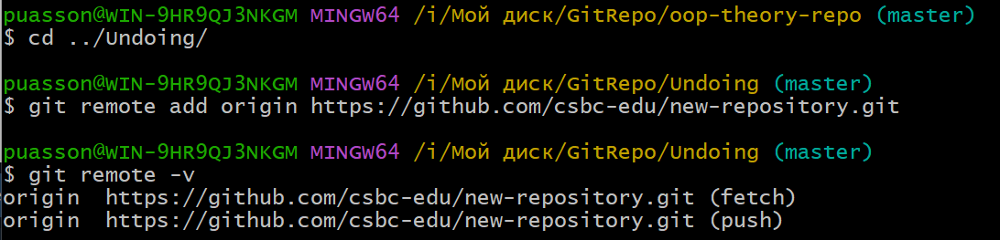 puasson@WIN-9HR9QJ3NKGM MINGW64 /i/Мой диск/GitRepo/oop-theory-repo (master)
$ cd ../Undoing/
puasson@WIN-9HR9QJ3NKGM MINGW64 /i/Мой диск/GitRepo/Undoing (master)
$ git remote add origin https://github.com/csbc-edu/new-repository.git
puasson@WIN-9HR9QJ3NKGM MINGW64 /i/Мой диск/GitRepo/Undoing (master)
$ git remote -v
origin  https://github.com/csbc-edu/new-repository.git (fetch)
origin  https://github.com/csbc-edu/new-repository.git (push)